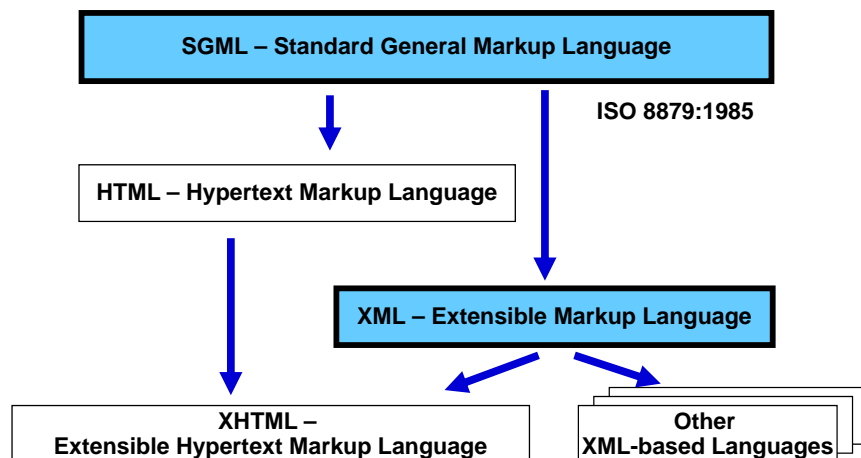 SGML – Standard General Markup Language
ISO 8879:1985
HTML – Hypertext Markup Language
XML – Extensible Markup Language
XHTML –
Extensible Hypertext Markup Language
Other
XML-based Languages